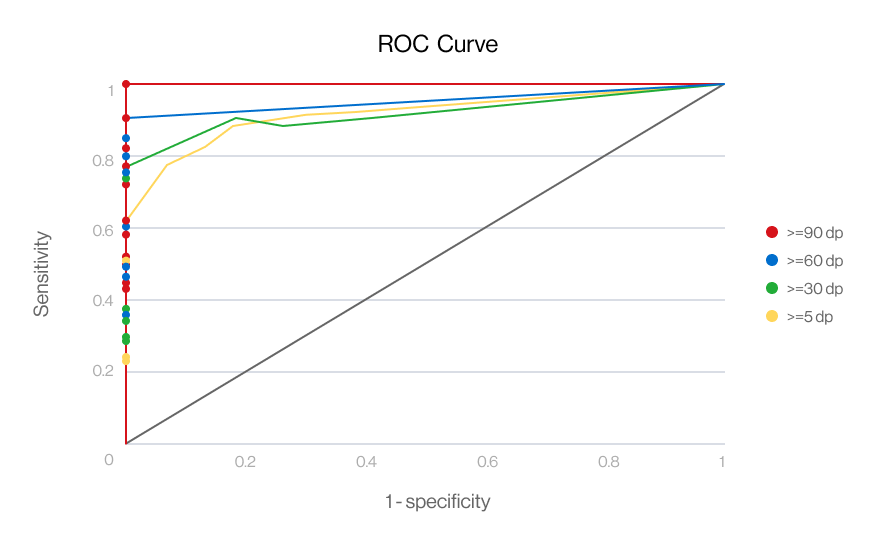 ROC Curve
1
0.8
0.6
0.4
0.2
0
0.2
0.4
0.6
0.8
1
Sensitivity
1 - specificity
>=90 dp
>=60 dp
>=30 dp
>=5 dp